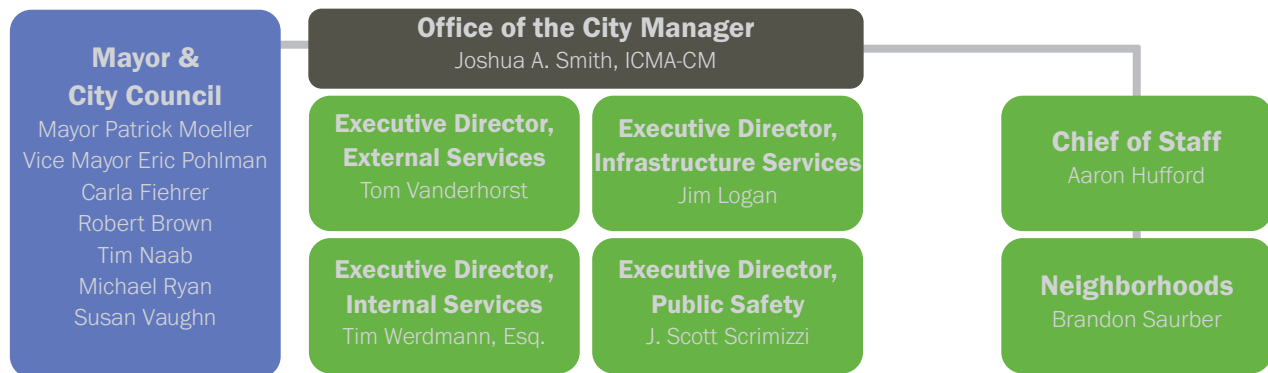 Mayor &
City Council
Mayor Patrick Moeller
Vice Mayor Eric Pohlman
Carla Fiehrer
Robert Brown
Tim Naab
Michael Ryan
Susan Vaughn
Office of the City Manager
Joshua A. Smith, ICMA-CM
Executive Director,
External Services
Tom Vanderhorst
Executive Director,
Infrastructure Services
Jim Logan
Executive Director,
Internal Services
Tim Werdmann, Esq.
Executive Director,
Public Safety
J. Scott Scrimizzi
Chief of Staff
Aaron Hufford
Neighborhoods
Brandon Saurber